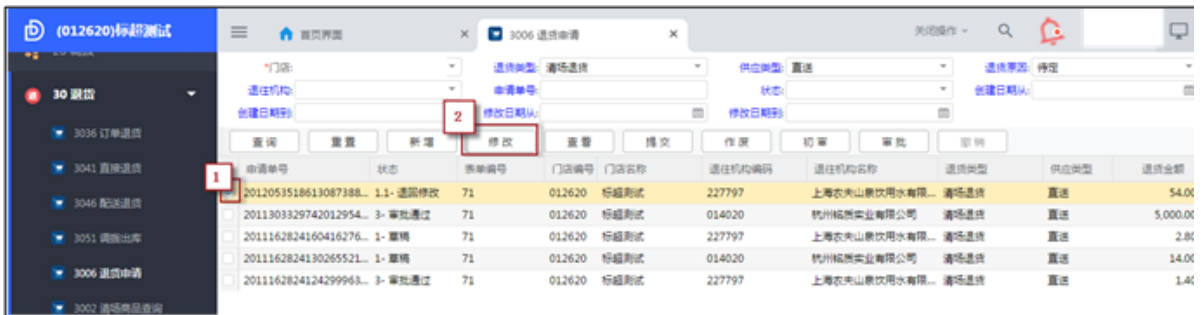 (012620)标超测试
首页界面 × 3006 退货申请 × 关闭操作
*门店: 退货类型: 清场退货 供应类型: 直送 退货原因: 待定
30 退货
退往机构: 申请单号: 状态: 创建日期从:
创建日期到: 修改日期从: 修改日期到:
2
查询 重置 新增 修改 查看 提交 作废 初审 审批
3036 订单退货
申请单号 状态 表单编号 门店编号 门店名称 退往机构编码 退往机构名称 退货类型 供应类型 退货金额
3041 直接退货
1
2012053518613087388... 1.1- 退回修改 71 012620 标超测试 227797 上海农夫山泉饮用水有限... 清场退货 直送 54.00
3046 配送退货
2011303329742012954... 3- 审批通过 71 012620 标超测试 014020 杭州铭质实业有限公司 清场退货 直送 5,000.00
3051 调拨出库
2011162824160416276... 1- 草稿 71 012620 标超测试 227797 上海农夫山泉饮用水有限... 清场退货 直送 2.80
2011162824130265521... 1- 草稿 71 012620 标超测试 014020 杭州铭质实业有限公司 清场退货 直送 14.00
3006 退货申请
2011162824124299963... 3- 审批通过 71 012620 标超测试 227797 上海农夫山泉饮用水有限... 清场退货 直送 1.40
3002 清场商品查询